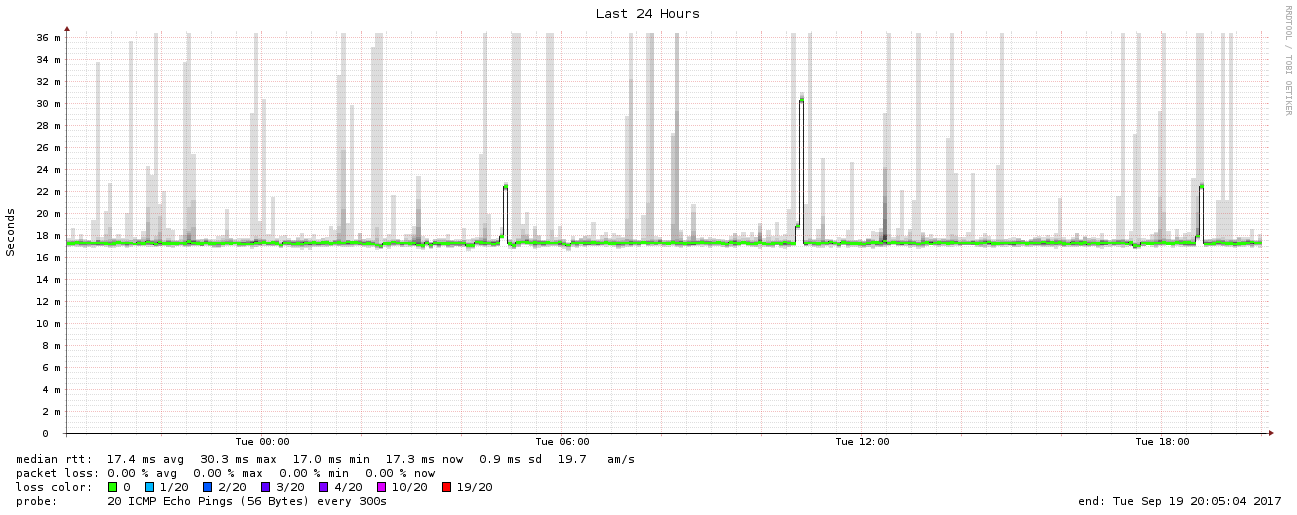 Last 24 Hours
RRDTOOL / TOBI OETIKER
Seconds
36 m
34 m
32 m
30 m
28 m
26 m
24 m
22 m
20 m
18 m
16 m
14 m
12 m
10 m
8 m
6 m
4 m
2 m
0
Tue 00:00 Tue 06:00 Tue 12:00 Tue 18:00
median rtt: 17.4 ms avg 30.3 ms max 17.0 ms min 17.3 ms now 0.9 ms sd 19.7 am/s
packet loss: 0.00 % avg 0.00 % max 0.00 % min 0.00 % now
loss color: 0 1/20 2/20 3/20 4/20 10/20 19/20
probe: 20 ICMP Echo Pings (56 Bytes) every 300s end: Tue Sep 19 20:05:04 2017